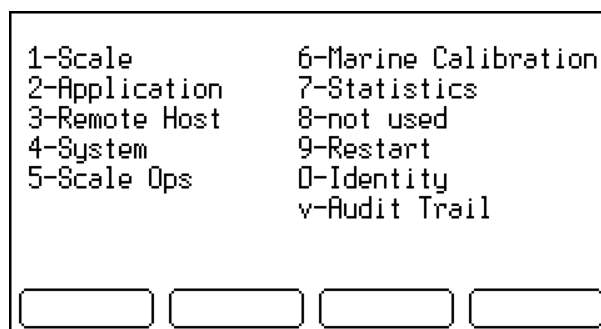 1-Scale
2-Application
3-Remote Host
4-System
5-Scale Ops
6-Marine Calibration
7-Statistics
8-not used
9-Restart
0-Identity
v-Audit Trail